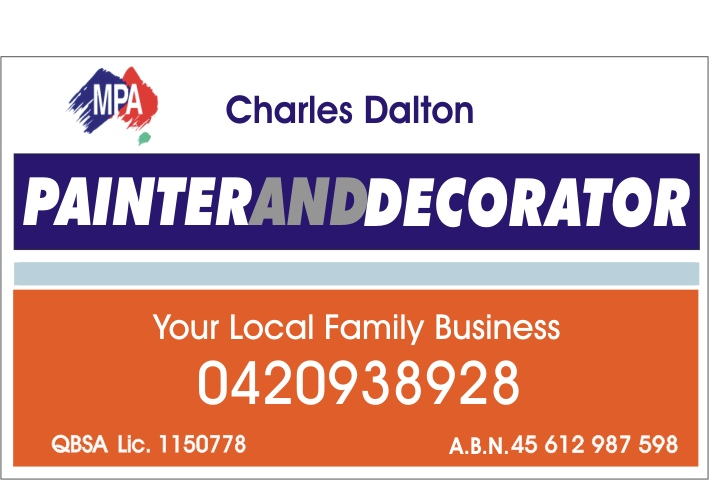 MPA
Charles Dalton
PAINTERANDDECORATOR
Your Local Family Business
0420938928
QBSA Lic. 1150778 A.B.N. 45 612 987 598